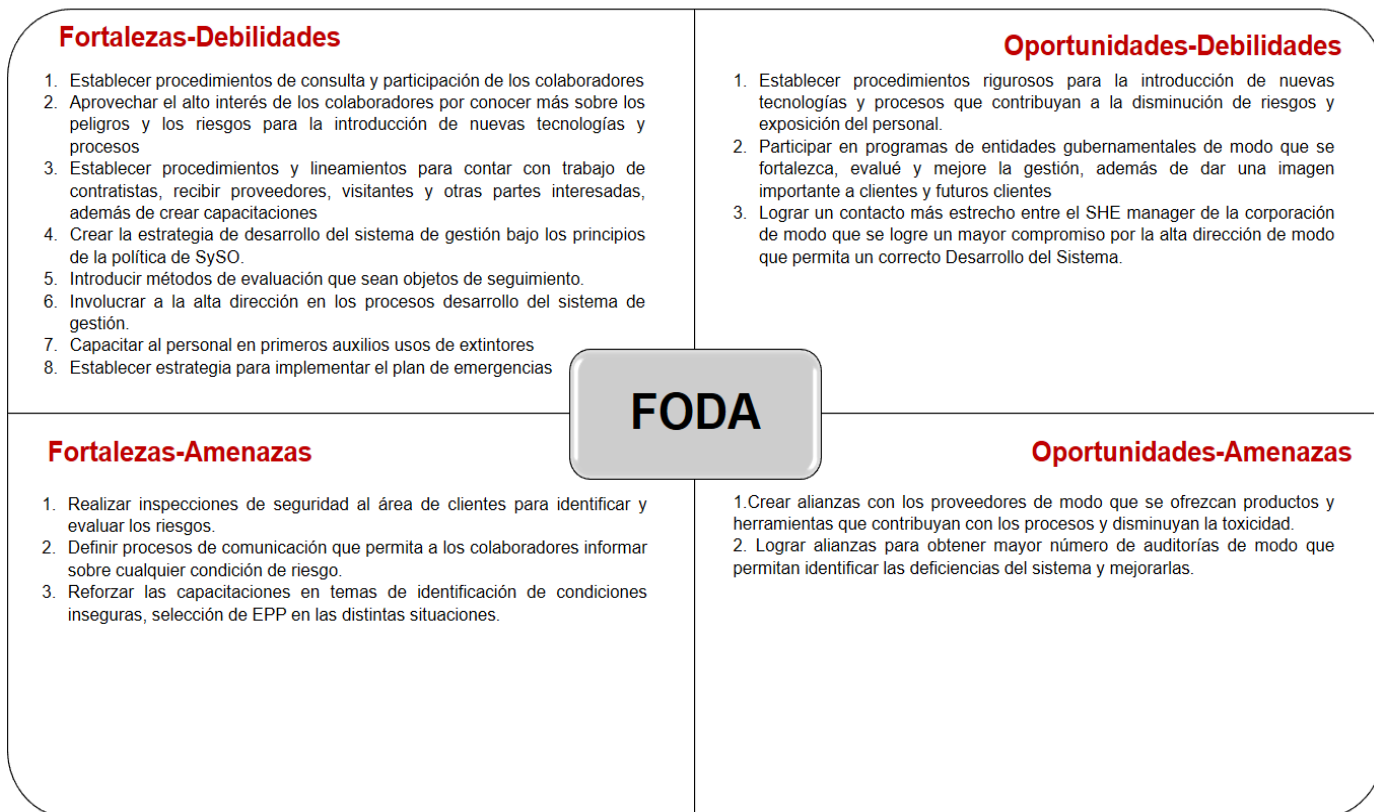 Fortalezas-Debilidades
1. Establecer procedimientos de consulta y participación de los colaboradores
2. Aprovechar el alto interés de los colaboradores por conocer más sobre los
peligros y los riesgos para la introducción de nuevas tecnologías y
procesos
3. Establecer procedimientos y lineamientos para contar con trabajo de
contratistas, recibir proveedores, visitantes y otras partes interesadas,
además de crear capacitaciones
4. Crear la estrategia de desarrollo del sistema de gestión bajo los principios
de la política de SySO.
5. Introducir métodos de evaluación que sean objetos de seguimiento.
6. Involucrar a la alta dirección en los procesos desarrollo del sistema de
gestión.
7. Capacitar al personal en primeros auxilios usos de extintores
8. Establecer estrategia para implementar el plan de emergencias
Oportunidades-Debilidades
1. Establecer procedimientos rigurosos para la introducción de nuevas
tecnologías y procesos que contribuyan a la disminución de riesgos y
exposición del personal.
2. Participar en programas de entidades gubernamentales de modo que se
fortalezca, evalué y mejore la gestión, además de dar una imagen
importante a clientes y futuros clientes
3. Lograr un contacto más estrecho entre el SHE manager de la corporación
de modo que se logre un mayor compromiso por la alta dirección de modo
que permita un correcto Desarrollo del Sistema.
FODA
Fortalezas-Amenazas
1. Realizar inspecciones de seguridad al área de clientes para identificar y
evaluar los riesgos.
2. Definir procesos de comunicación que permita a los colaboradores informar
sobre cualquier condición de riesgo.
3. Reforzar las capacitaciones en temas de identificación de condiciones
inseguras, selección de EPP en las distintas situaciones.
Oportunidades-Amenazas
1.Crear alianzas con los proveedores de modo que se ofrezcan productos y
herramientas que contribuyan con los procesos y disminuyan la toxicidad.
2. Lograr alianzas para obtener mayor número de auditorías de modo que
permitan identificar las deficiencias del sistema y mejorarlas.